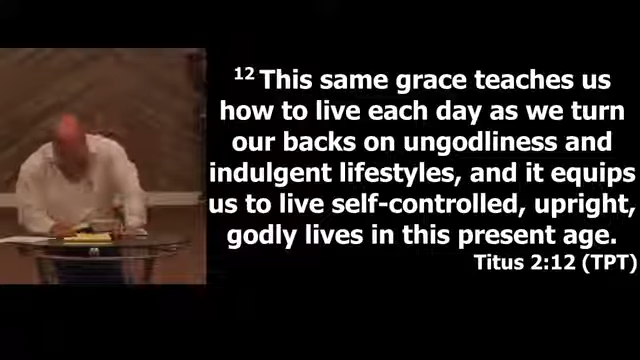 12 This same grace teaches us
how to live each day as we turn
our backs on ungodliness and
indulgent lifestyles, and it equips
us to live self-controlled, upright,
godly lives in this present age.
Titus 2:12 (TPT)